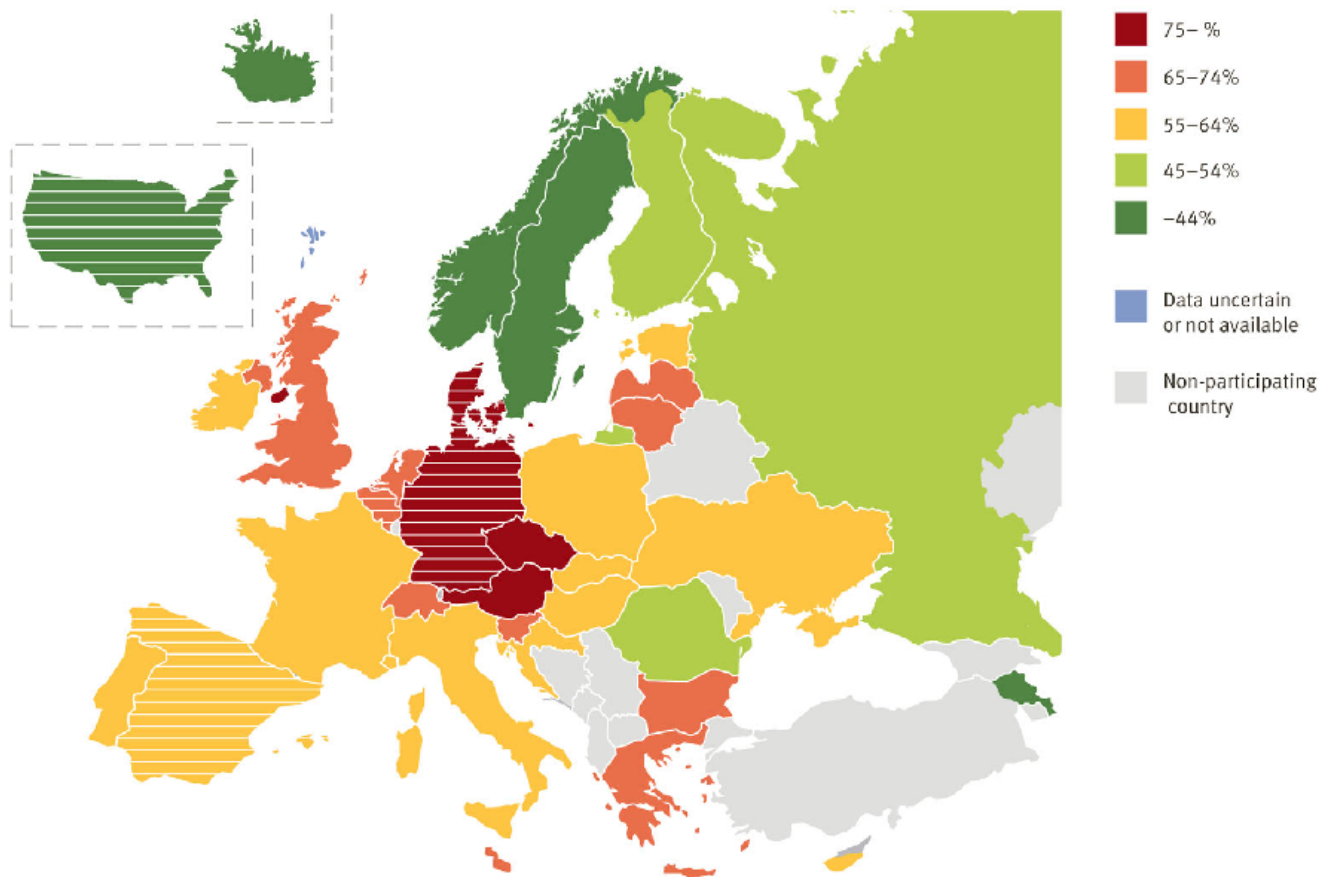 75– %
65–74%
55–64%
45–54%
–44%
Data uncertain
or not available
Non-participating
country